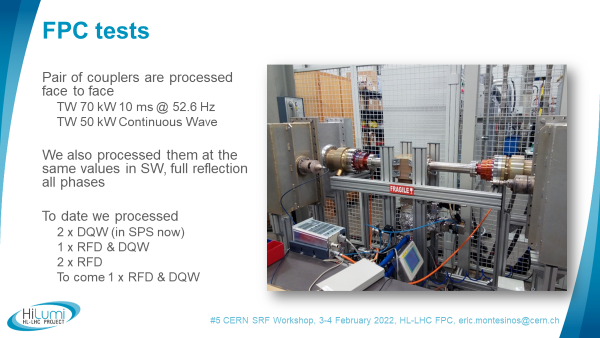 FPC tests
Pair of couplers are processed
face to face
TW 70 kW 10 ms @ 52.6 Hz
TW 50 kW Continuous Wave
We also processed them at the
same values in SW, full reflection
all phases
To date we processed
2 x DQW (in SPS now)
1 x RFD & DQW
2 x RFD
To come 1 x RFD & DQW
FRAGILE
HiLumi
HL-LHC PROJECT
#5 CERN SRF Workshop, 3-4 February 2022, HL-LHC FPC, eric.montesinos@cern.ch